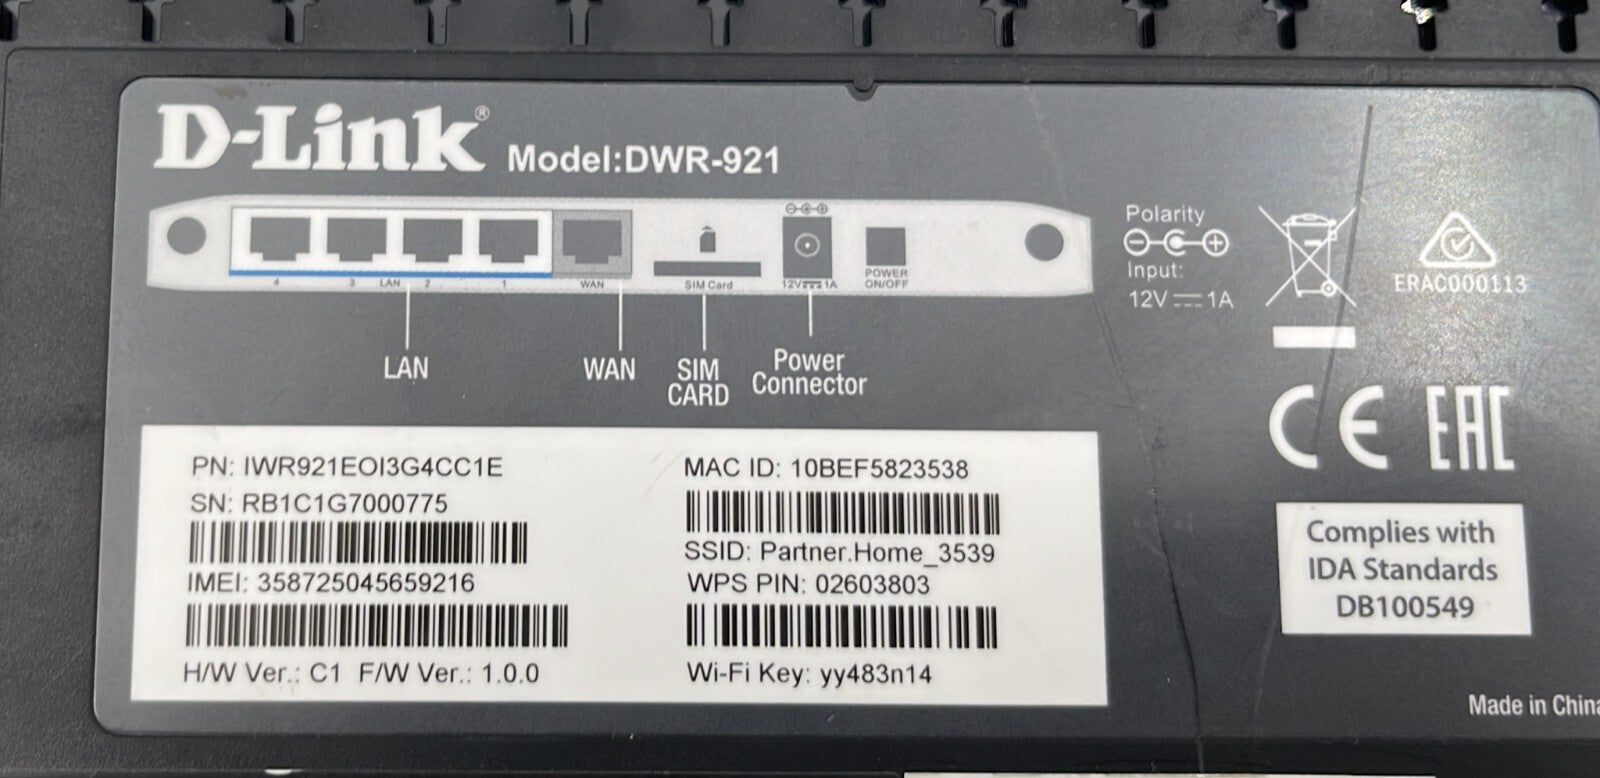 D-Link® Model:DWR-921
4 3 LAN 2 1 WAN SIM Card 12V⎓1A POWER ON/OFF
LAN
WAN
SIM
CARD
Power
Connector
Polarity
Input:
12V⎓1A
ERAC000113
CE EAC
PN: IWR921EOI3G4CC1E
SN: RB1C1G7000775
IMEI: 358725045659216
H/W Ver.: C1 F/W Ver.: 1.0.0
MAC ID: 10BEF5823538
SSID: Partner.Home_3539
WPS PIN: 02603803
Wi-Fi Key: yy483n14
Complies with
IDA Standards
DB100549
Made in China